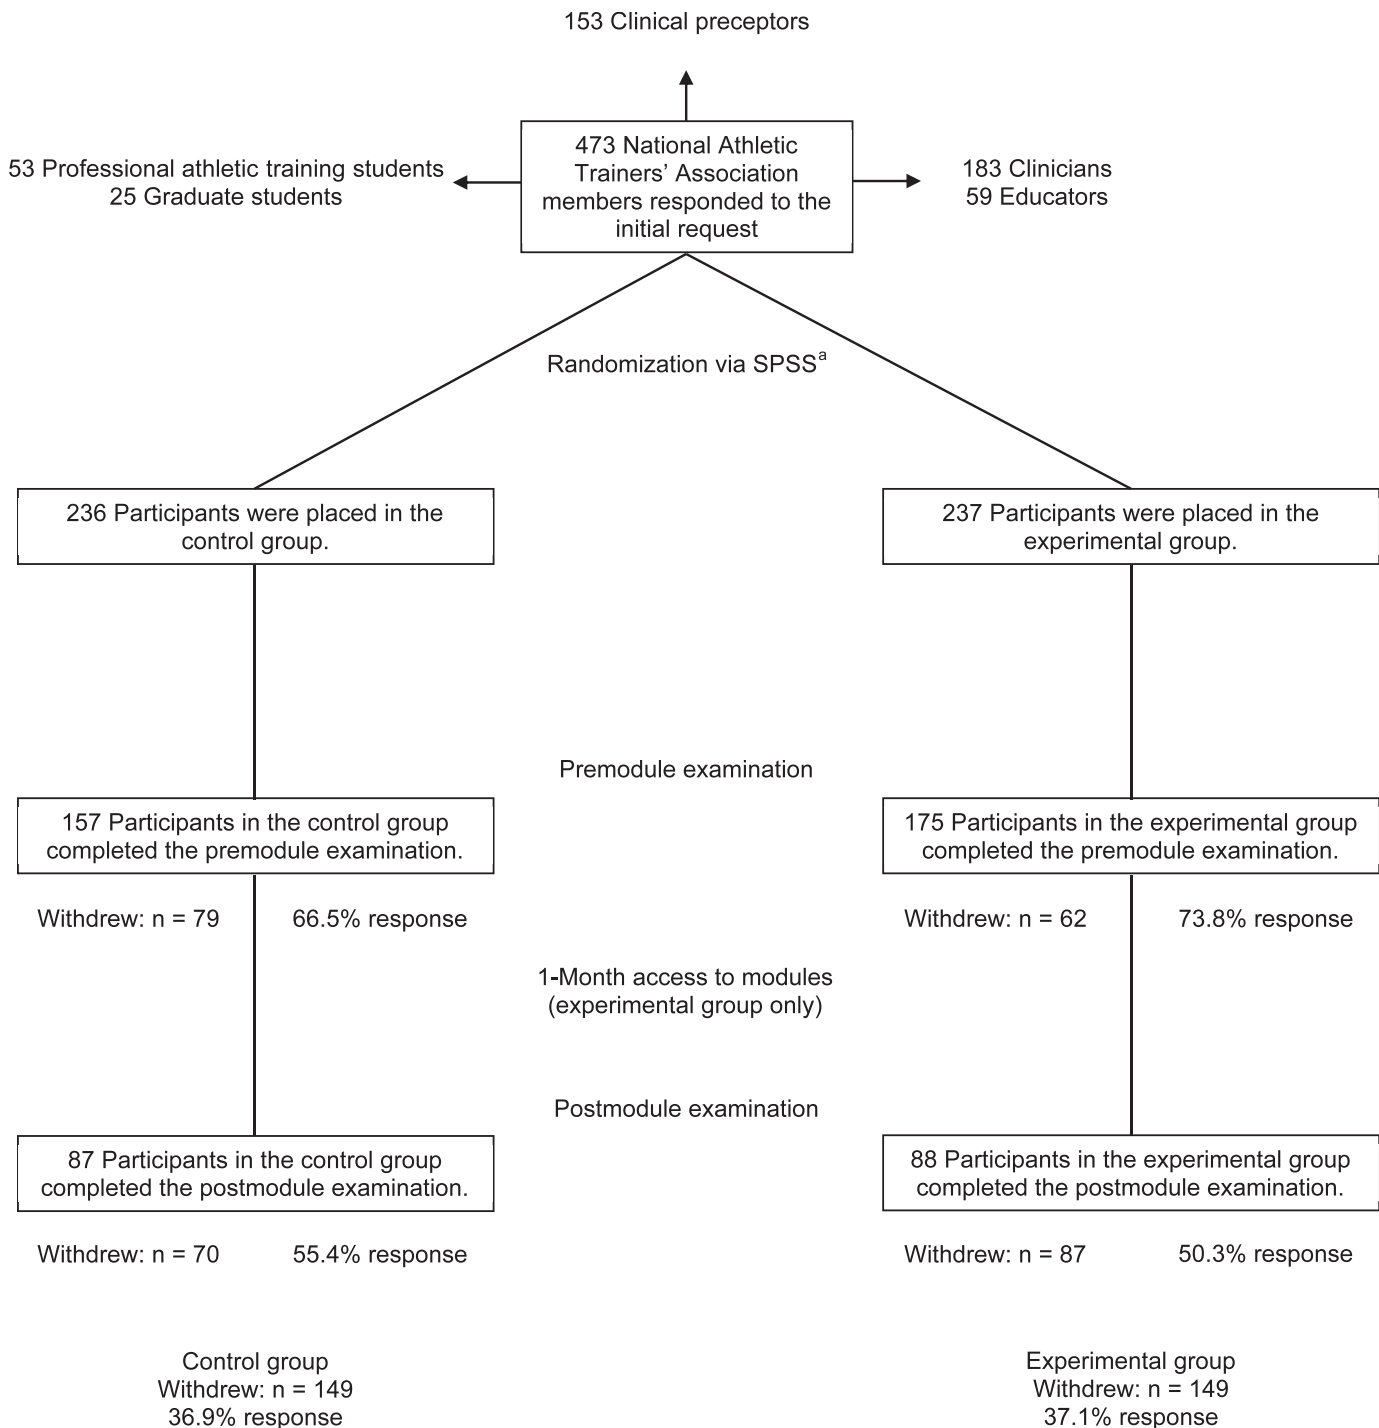 153 Clinical preceptors
53 Professional athletic training students
25 Graduate students
473 National Athletic
Trainers’ Association
members responded to the
initial request
183 Clinicians
59 Educators
Randomization via SPSSa
236 Participants were placed in the
control group.
237 Participants were placed in the
experimental group.
Premodule examination
157 Participants in the control group
completed the premodule examination.
175 Participants in the experimental group
completed the premodule examination.
Withdrew: n = 79 66.5% response
Withdrew: n = 62 73.8% response
1-Month access to modules
(experimental group only)
Postmodule examination
87 Participants in the control group
completed the postmodule examination.
88 Participants in the experimental group
completed the postmodule examination.
Withdrew: n = 70 55.4% response
Withdrew: n = 87 50.3% response
Control group
Withdrew: n = 149
36.9% response
Experimental group
Withdrew: n = 149
37.1% response